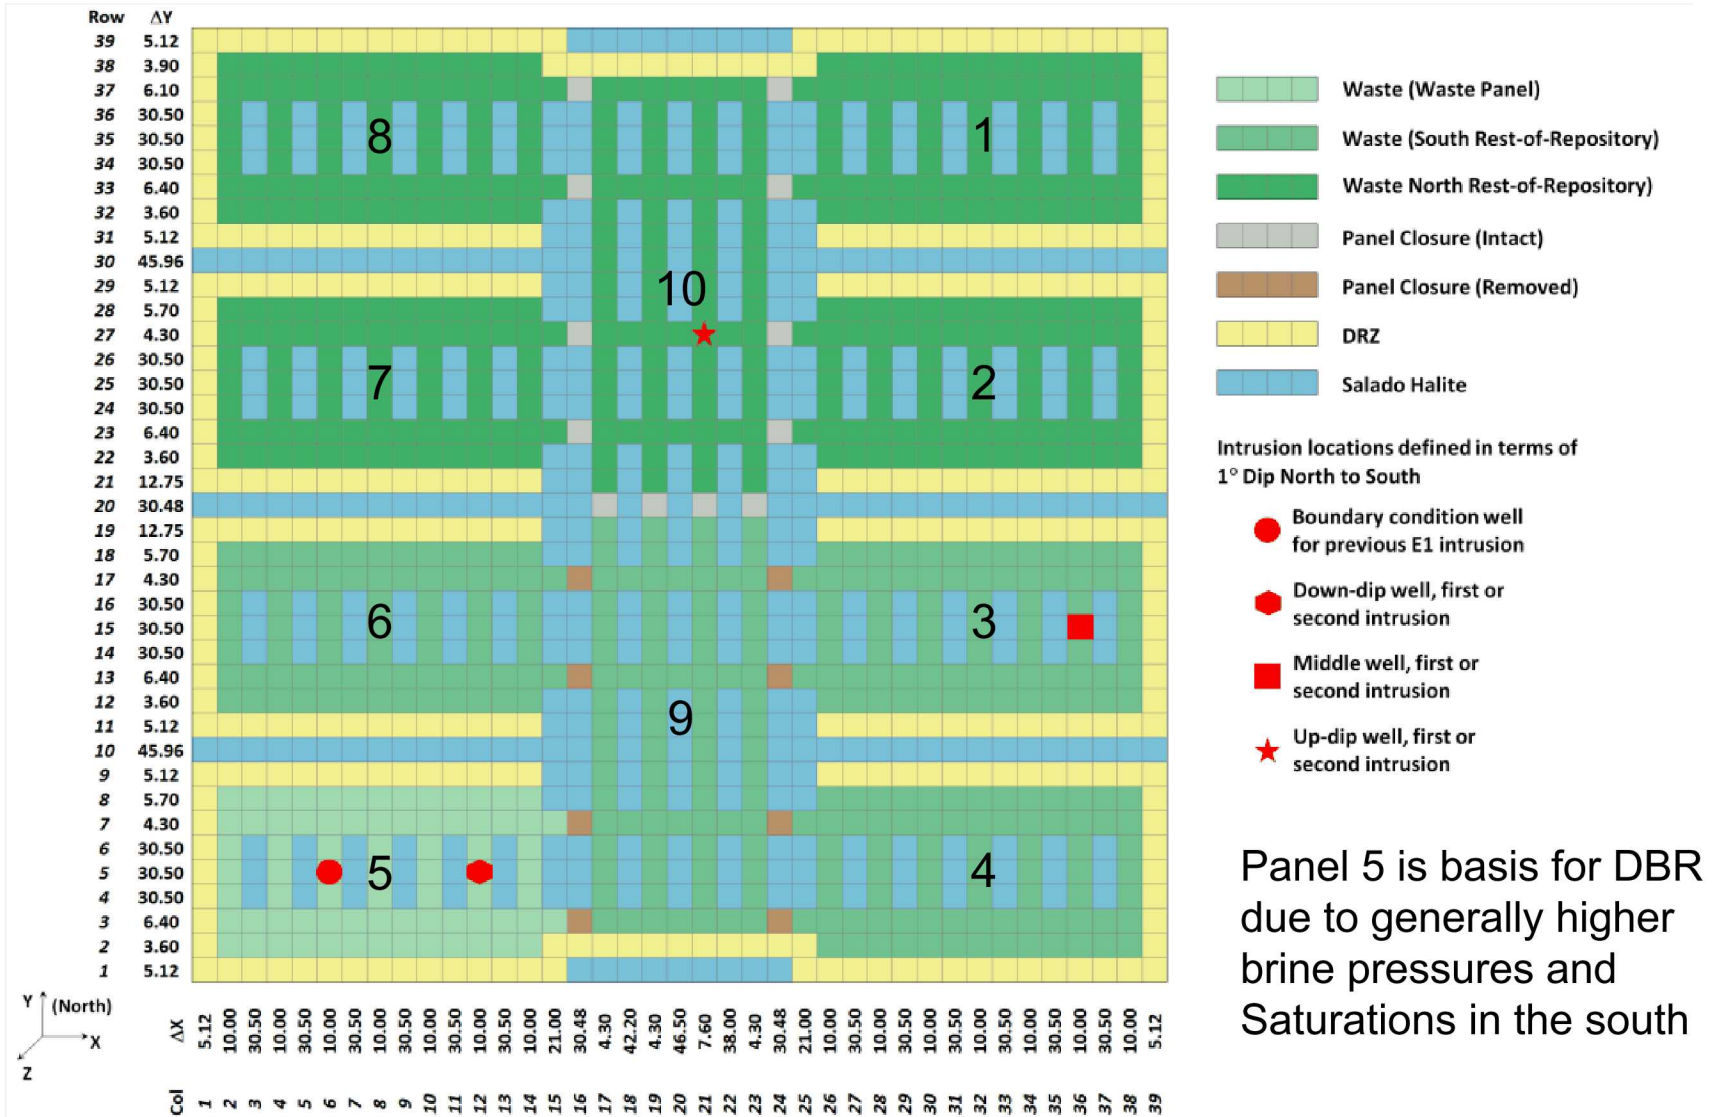 Row ΔY
39 5.12
38 3.90
37 6.10
36 30.50
35 30.50
34 30.50
33 6.40
32 3.60
31 5.12
30 45.96
29 5.12
28 5.70
27 4.30
26 30.50
25 30.50
24 30.50
23 6.40
22 3.60
21 12.75
20 30.48
19 12.75
18 5.70
17 4.30
16 30.50
15 30.50
14 30.50
13 6.40
12 3.60
11 5.12
10 45.96
9 5.12
8 5.70
7 4.30
6 30.50
5 30.50
4 30.50
3 6.40
2 3.60
1 5.12
8
1
10
7
2
6
3
9
5
4
Y (North)
X
Z
ΔX 5.12 10.00 30.50 10.00 30.50 10.00 30.50 10.00 30.50 10.00 30.50 10.00 30.50 10.00 21.00 30.48 4.30 42.20 4.30 46.50 7.60 38.00 4.30 30.48 21.00 10.00 30.50 10.00 30.50 10.00 30.50 10.00 30.50 10.00 30.50 10.00 30.50 10.00 5.12
Col 1 2 3 4 5 6 7 8 9 10 11 12 13 14 15 16 17 18 19 20 21 22 23 24 25 26 27 28 29 30 31 32 33 34 35 36 37 38 39
Waste (Waste Panel)
Waste (South Rest-of-Repository)
Waste North Rest-of-Repository)
Panel Closure (Intact)
Panel Closure (Removed)
DRZ
Salado Halite
Intrusion locations defined in terms of
1° Dip North to South
Boundary condition well
for previous E1 intrusion
Down-dip well, first or
second intrusion
Middle well, first or
second intrusion
Up-dip well, first or
second intrusion
Panel 5 is basis for DBR
due to generally higher
brine pressures and
Saturations in the south